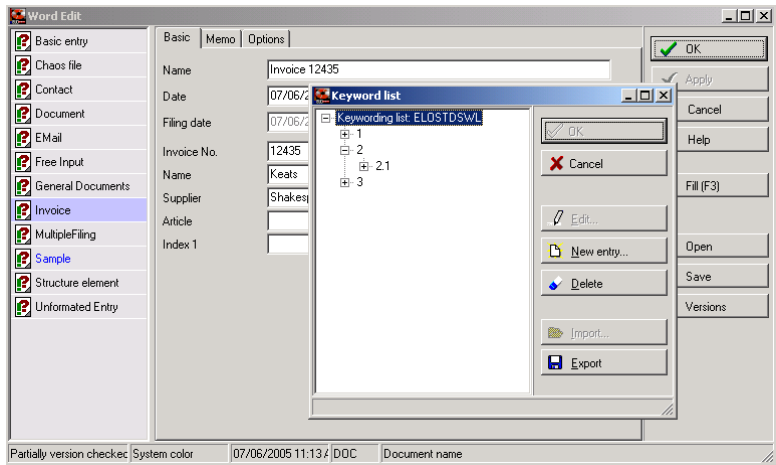 Word Edit
Basic entry
Chaos file
Contact
Document
EMail
Free Input
General Documents
Invoice
MultipleFiling
Sample
Structure element
Unformated Entry
Basic Memo Options
Name Invoice 12435
Date 07/06/2
Filing date 07/06/2
Invoice No. 12435
Name Keats
Supplier Shakes
Article
Index 1
Keyword list
Keywording list: ELOSTDSWL
1
2
2.1
3
OK
Cancel
Edit...
New entry...
Delete
Import...
Export
OK
Apply
Cancel
Help
Fill (F3)
Open
Save
Versions
Partially version checkec System color 07/06/2005 11:13 A DOC Document name